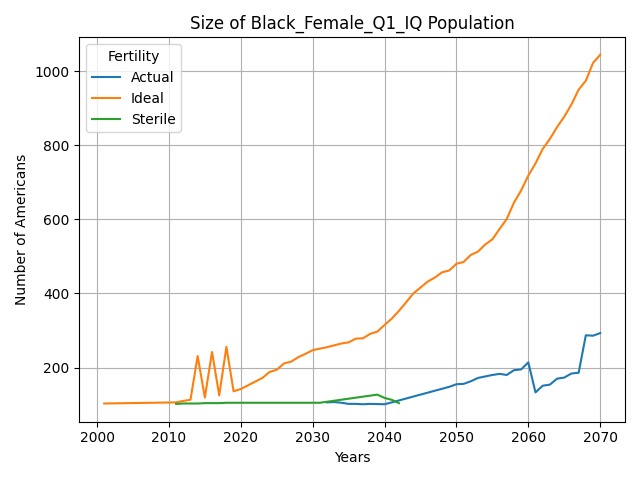 Size of Black_Female_Q1_IQ Population
Fertility
Actual
Ideal
Sterile
Number of Americans
1000
800
600
400
200
2000 2010 2020 2030 2040 2050 2060 2070
Years